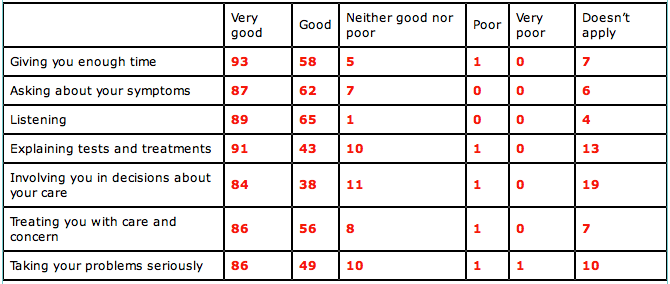 Very good Good Neither good nor poor Poor Very poor Doesn't apply
Giving you enough time 93 58 5 1 0 7
Asking about your symptoms 87 62 7 0 0 6
Listening 89 65 1 0 0 4
Explaining tests and treatments 91 43 10 1 0 13
Involving you in decisions about your care 84 38 11 1 0 19
Treating you with care and concern 86 56 8 1 0 7
Taking your problems seriously 86 49 10 1 1 10